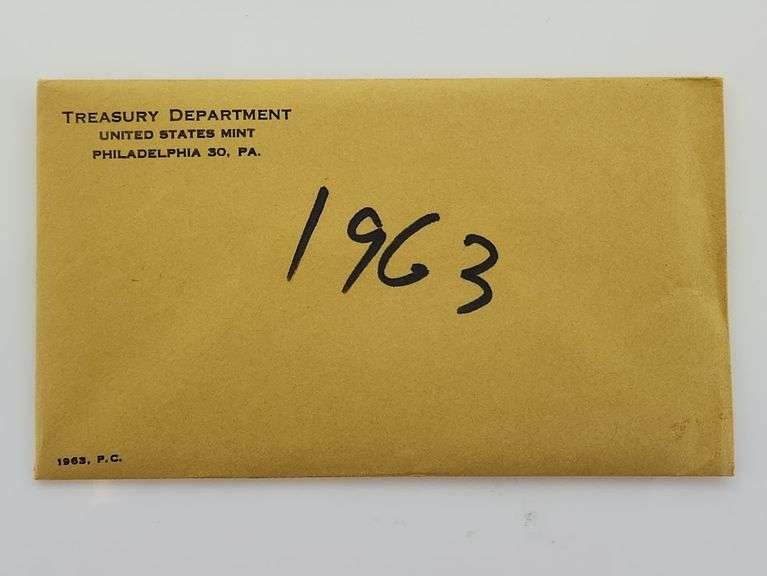 TREASURY DEPARTMENT
UNITED STATES MINT
PHILADELPHIA 30, PA.
1963
1963, P.C.